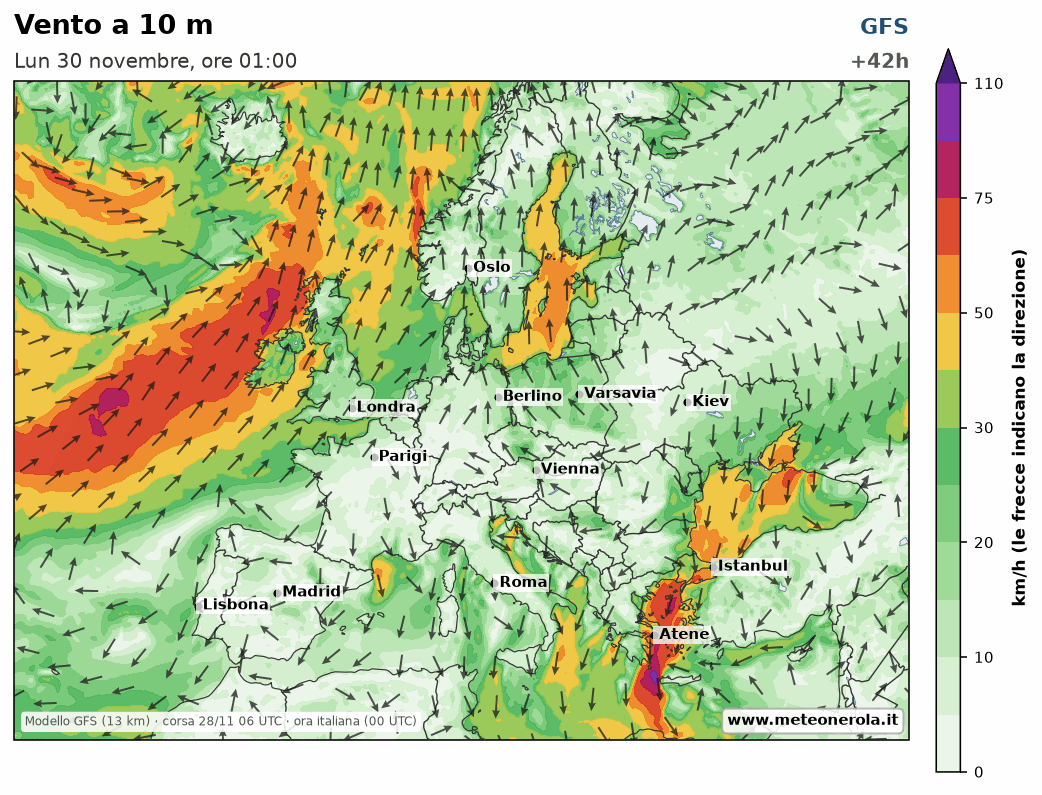 Vento a 10 m
GFS
Lun 30 novembre, ore 01:00
+42h
Oslo
Berlino
Varsavia
Kiev
Londra
Parigi
Vienna
Istanbul
Roma
Madrid
Lisbona
Atene
Modello GFS (13 km) · corsa 28/11 06 UTC · ora italiana (00 UTC)
www.meteonerola.it
110
75
50
30
20
10
0
km/h (le frecce indicano la direzione)